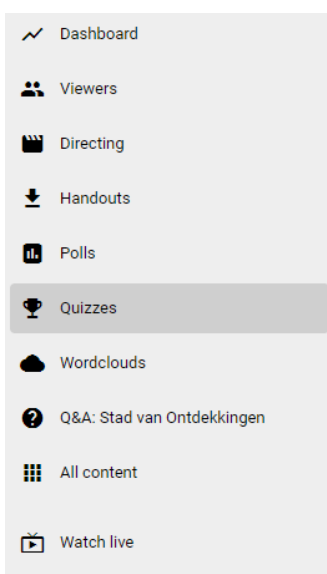 Dashboard
Viewers
Directing
Handouts
Polls
Quizzes
Wordclouds
Q&A: Stad van Ontdekkingen
All content
Watch live